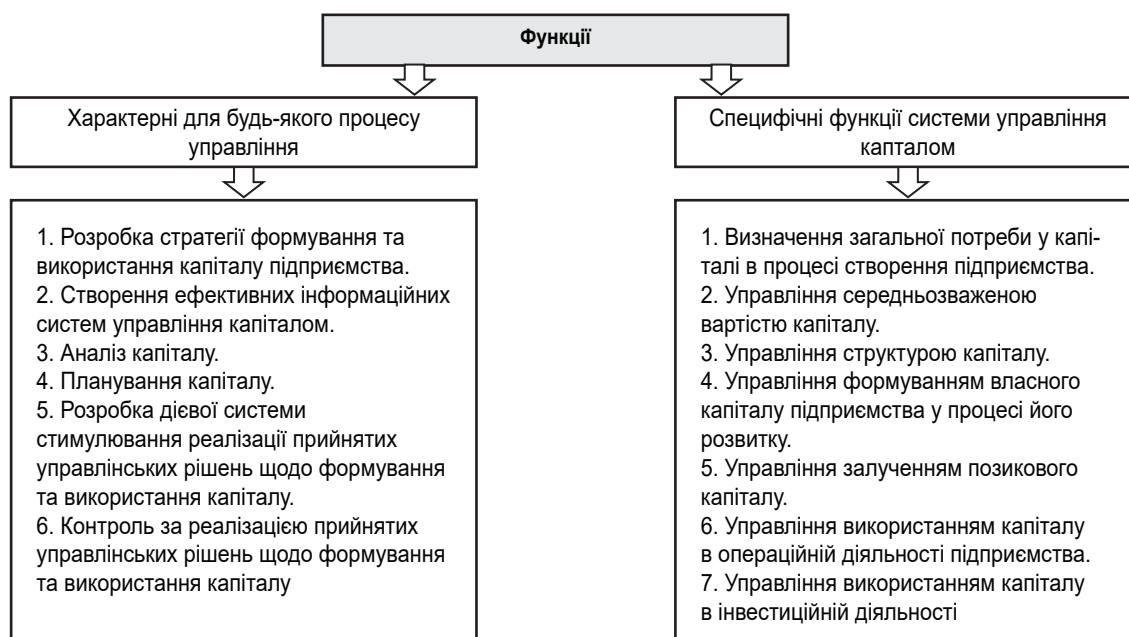 Функції
Характерні для будь-якого процесу
управління
Специфічні функції системи управління
капталом
1. Розробка стратегії формування та
використання капіталу підприємства.
2. Створення ефективних інформаційних
систем управління капіталом.
3. Аналіз капіталу.
4. Планування капіталу.
5. Розробка дієвої системи
стимулювання реалізації прийнятих
управлінських рішень щодо формування
та використання капіталу.
6. Контроль за реалізацією прийнятих
управлінських рішень щодо формування
та використання капіталу
1. Визначення загальної потреби у капі-
талі в процесі створення підприємства.
2. Управління середньозваженою
вартістю капіталу.
3. Управління структурою капіталу.
4. Управління формуванням власного
капіталу підприємства у процесі його
розвитку.
5. Управління залученням позикового
капіталу.
6. Управління використанням капіталу
в операційній діяльності підприємства.
7. Управління використанням капіталу
в інвестиційній діяльності